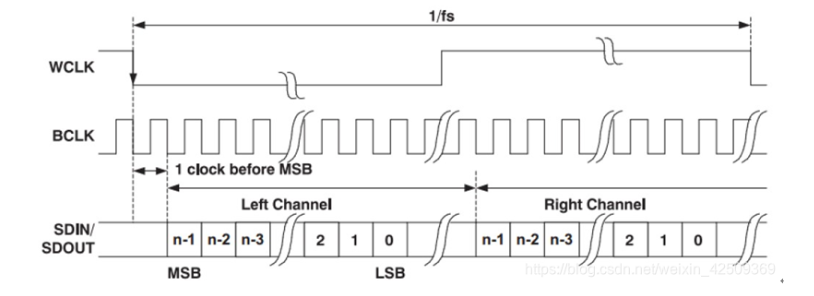 1/fs
WCLK
BCLK
1 clock before MSB
Left Channel Right Channel
SDIN/
SDOUT
n-1 n-2 n-3 2 1 0 n-1 n-2 n-3 2 1 0
MSB LSB
https://blog.csdn.net/weixin_42509369